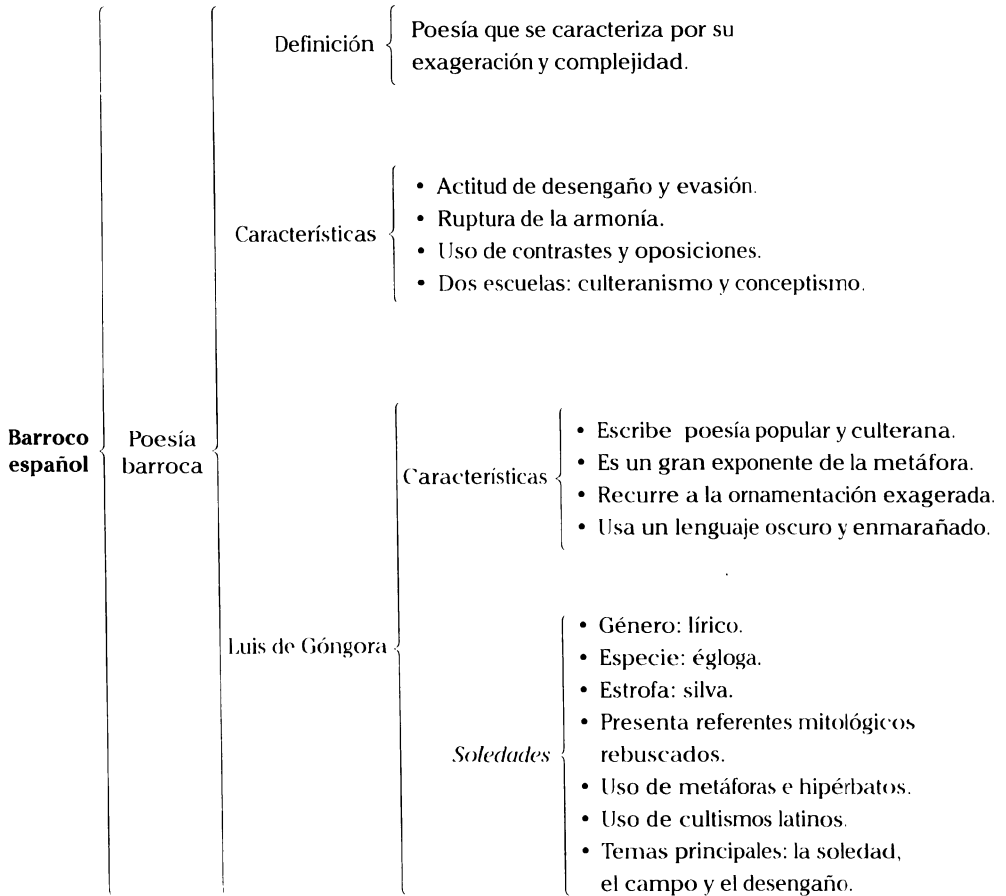 Definición
Poesía que se caracteriza por su
exageración y complejidad.
Características
• Actitud de desengaño y evasión.
• Ruptura de la armonía.
• Uso de contrastes y oposiciones.
• Dos escuelas: culteranismo y conceptismo.
Barroco
español
Poesía
barroca
Luis de Góngora
Características
• Escribe poesía popular y culterana.
• Es un gran exponente de la metáfora.
• Recurre a la ornamentación exagerada.
• Usa un lenguaje oscuro y enmarañado.
Soledades
• Género: lírico.
• Especie: égloga.
• Estrofa: silva.
• Presenta referentes mitológicos
rebuscados.
• Uso de metáforas e hipérbatos.
• Uso de cultismos latinos.
• Temas principales: la soledad,
el campo y el desengaño.